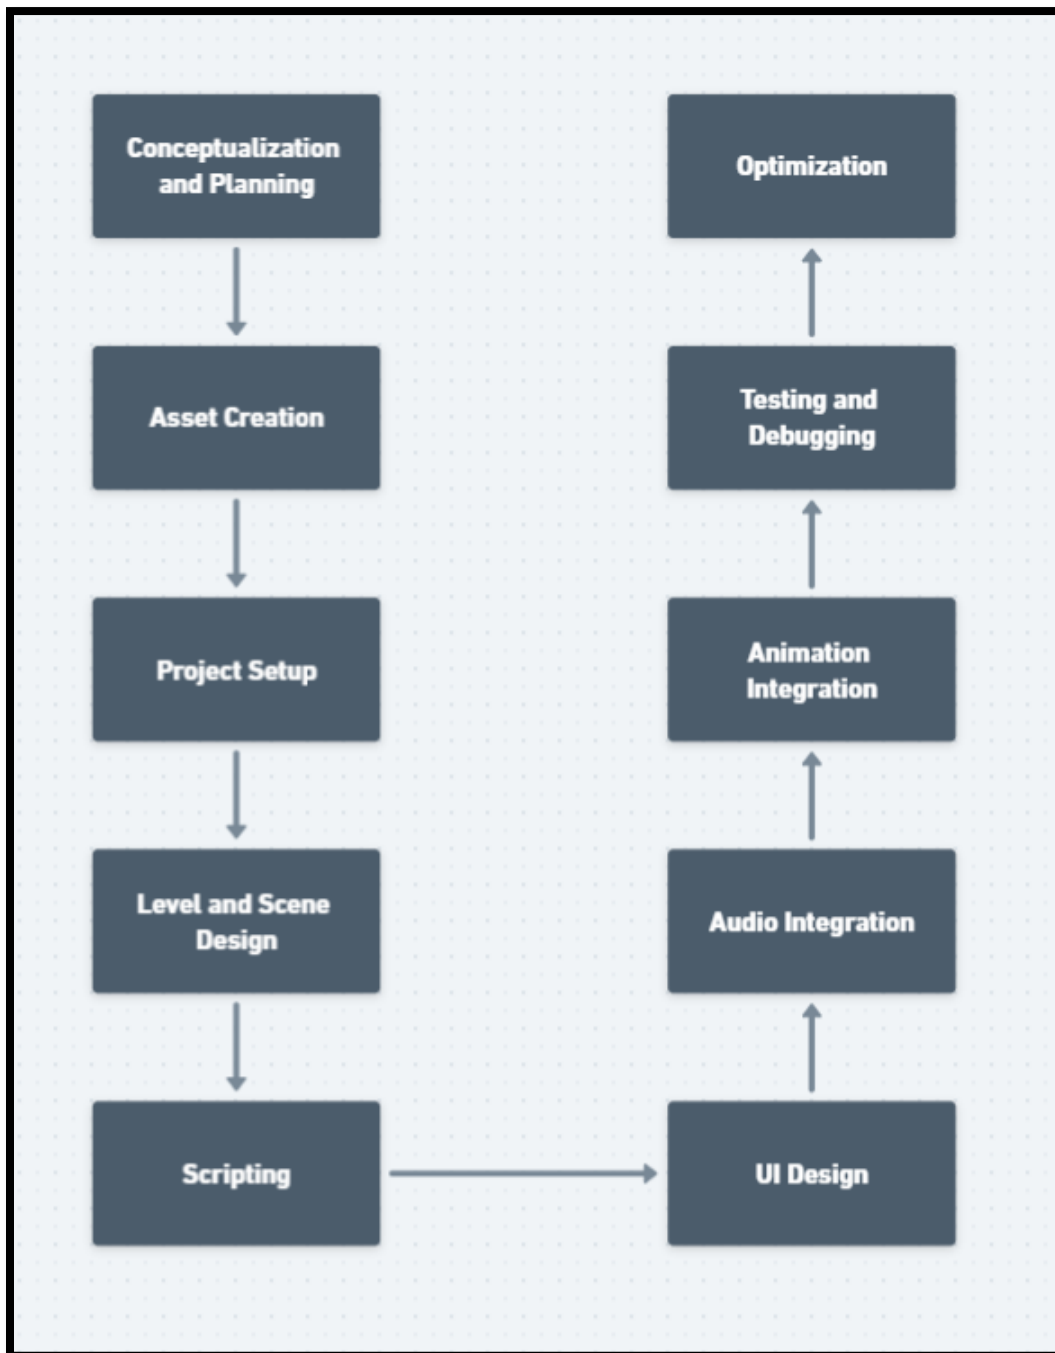 Conceptualization
and Planning
Asset Creation
Project Setup
Level and Scene
Design
Scripting
UI Design
Audio Integration
Animation
Integration
Testing and
Debugging
Optimization